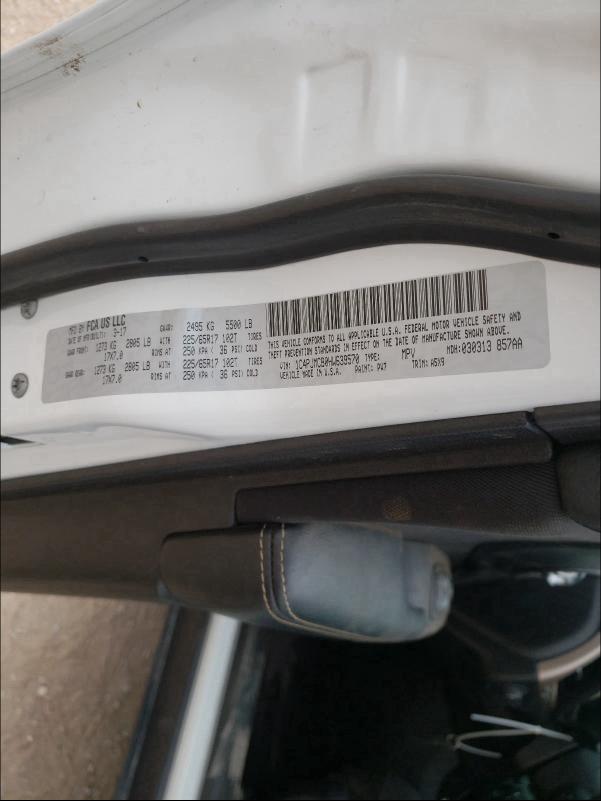 MFD BY FCA US LLC
DATE OF MFR(BUILT): 3-17 GVWR: 2495 KG 5500 LB
GAWR FRONT: 1273 KG 2805 LB WITH 225/65R17 102T TIRES
17X7.0 RIMS AT 250 KPA ( 36 PSI) COLD
GAWR REAR: 1273 KG 2805 LB WITH 225/65R17 102T TIRES
17X7.0 RIMS AT 250 KPA ( 36 PSI) COLD
THIS VEHICLE CONFORMS TO ALL APPLICABLE U.S.A. FEDERAL MOTOR VEHICLE SAFETY AND
THEFT PREVENTION STANDARDS IN EFFECT ON THE DATE OF MANUFACTURE SHOWN ABOVE.
VIN: TYPE: MPV MDH: 030313 857AA
VEHICLE MADE IN U.S.A. PAINT: PW7 TRIM: A5X9